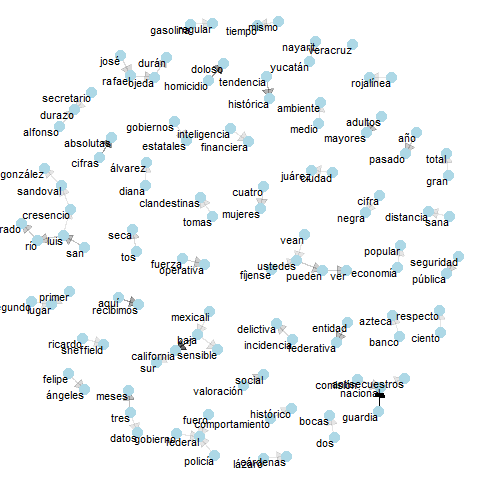 gasolina regular
tiempo mismo
nayarit veracruz
josé durán
rafael ojeda
doloso
homicidio
tendencia
histórica
yucatán
rojalínea
secretario
durazo
alfonso
ambiente
medio
gobiernos
estatales
inteligencia
financiera
adultos
mayores
año
pasado
absolutas
cifras
total
gran
gonzález
sandoval
cresencio
álvarez
diana
juárez ciudad
clandestinas
tomas
cuatro
mujeres
cifra
negra
distancia sana
rado
río luis
san
seca
tos
vean
fíjense ustedes
pueden ver
popular
economía
seguridad
pública
fuerza
operativa
egundo primer
lugar
aquí
recibimos
mexicali
baja
california sensible
sur
delictiva
incidencia
entidad
federativa
azteca
banco
respecto
ciento
ricardo
sheffield
felipe
ángeles
meses
tres
datos
social
valoración
comisión antisecuestros
nacional
guardia
fuero
comportamiento
histórico
gobierno
federal
policía
bocas
dos
lázaro cárdenas